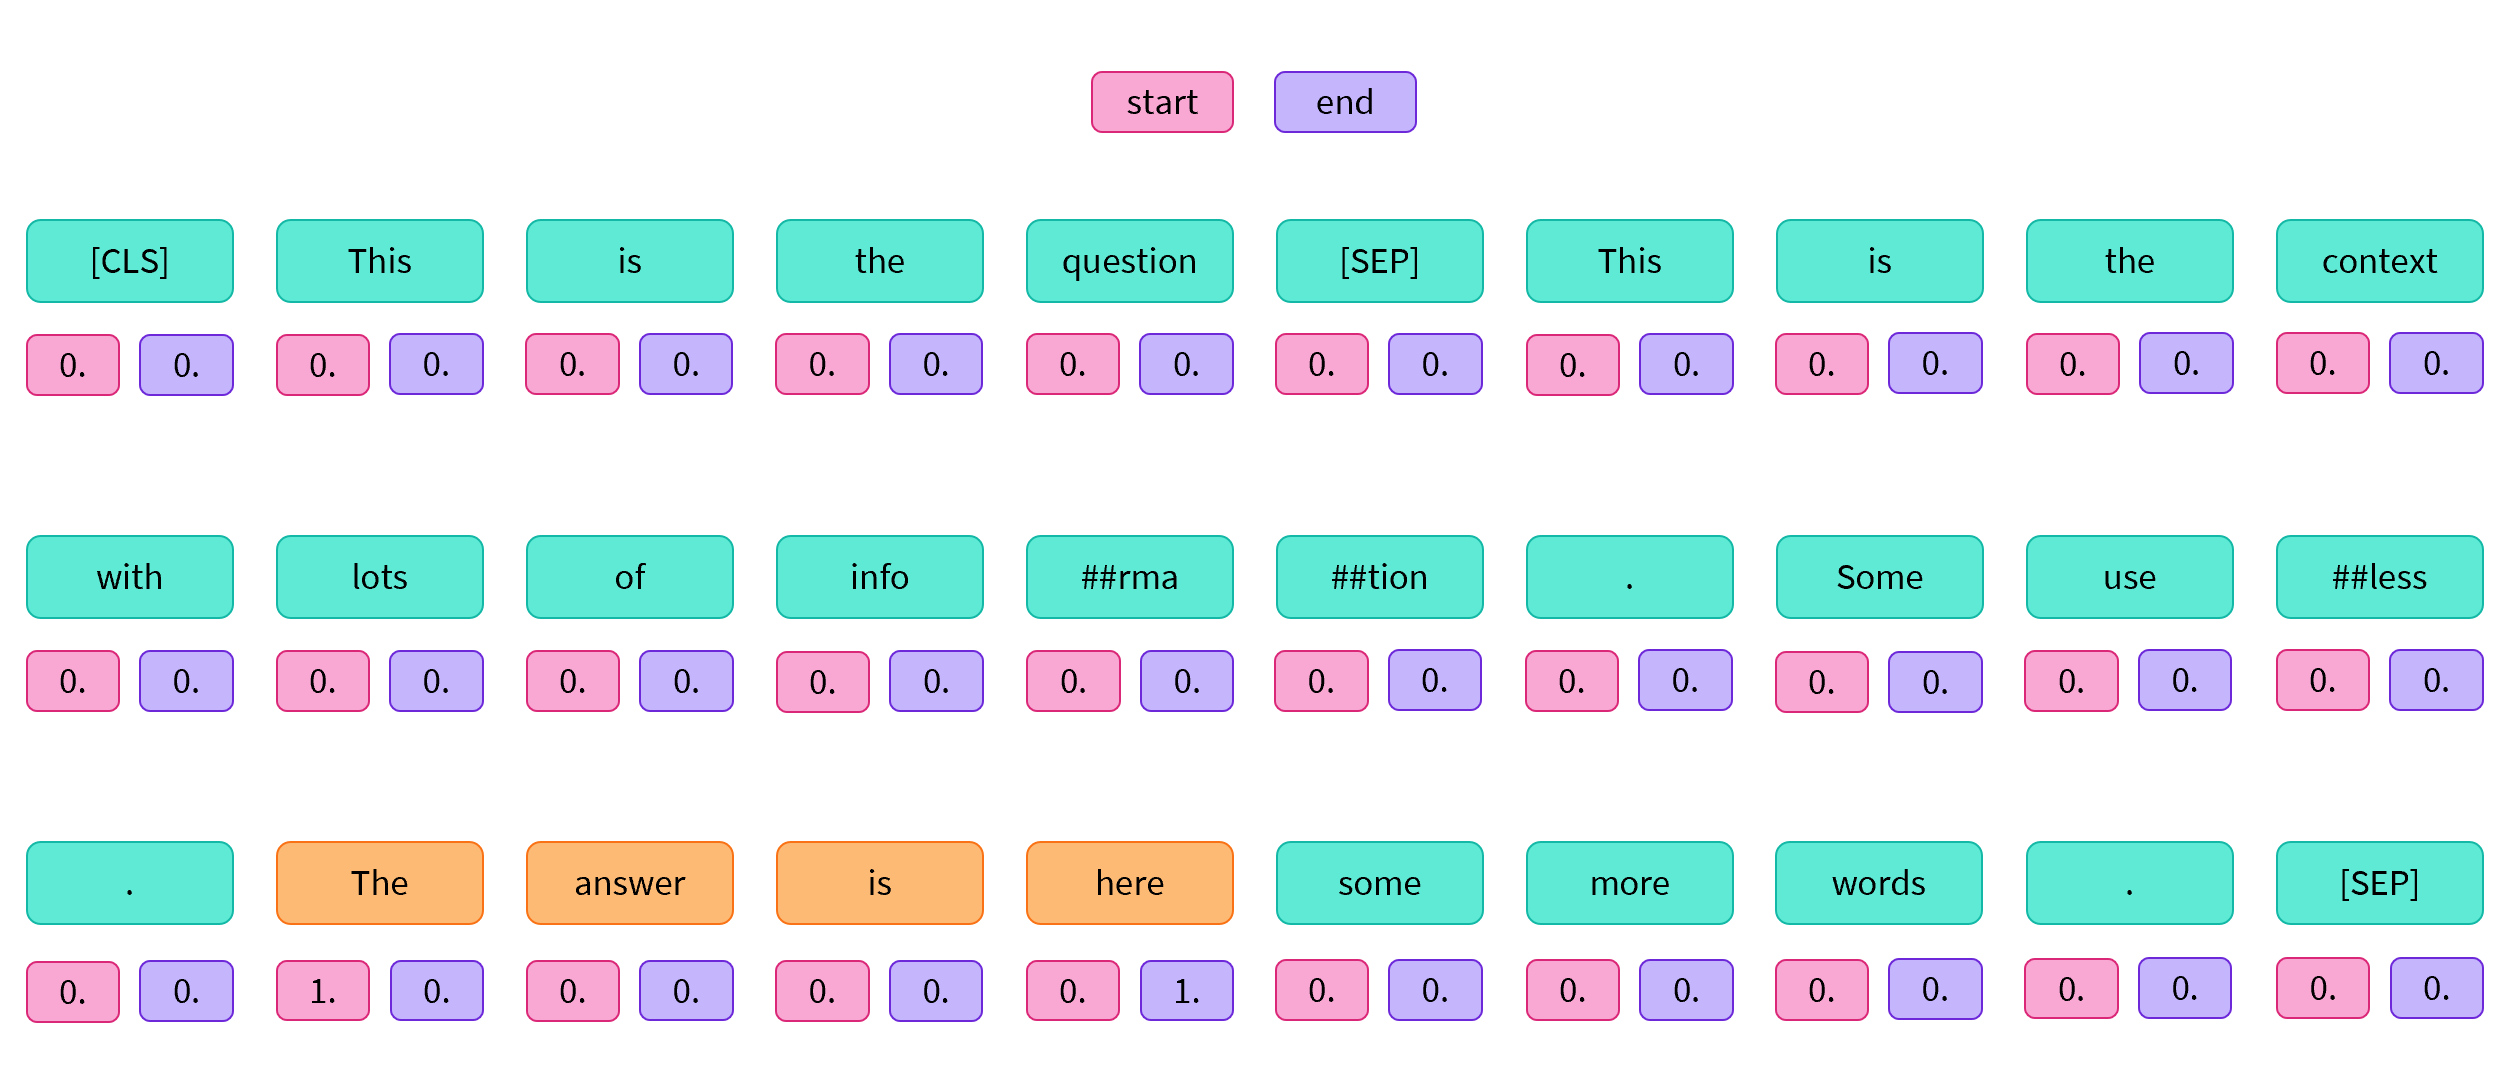 start end
[CLS] This is the question [SEP] This is the context
0. 0. 0. 0. 0. 0. 0. 0. 0. 0. 0. 0. 0. 0. 0. 0. 0. 0. 0. 0.
with lots of info ##rma ##tion . Some use ##less
0. 0. 0. 0. 0. 0. 0. 0. 0. 0. 0. 0. 0. 0. 0. 0. 0. 0. 0. 0.
. The answer is here some more words . [SEP]
0. 0. 1. 0. 0. 0. 0. 0. 0. 1. 0. 0. 0. 0. 0. 0. 0. 0. 0. 0.